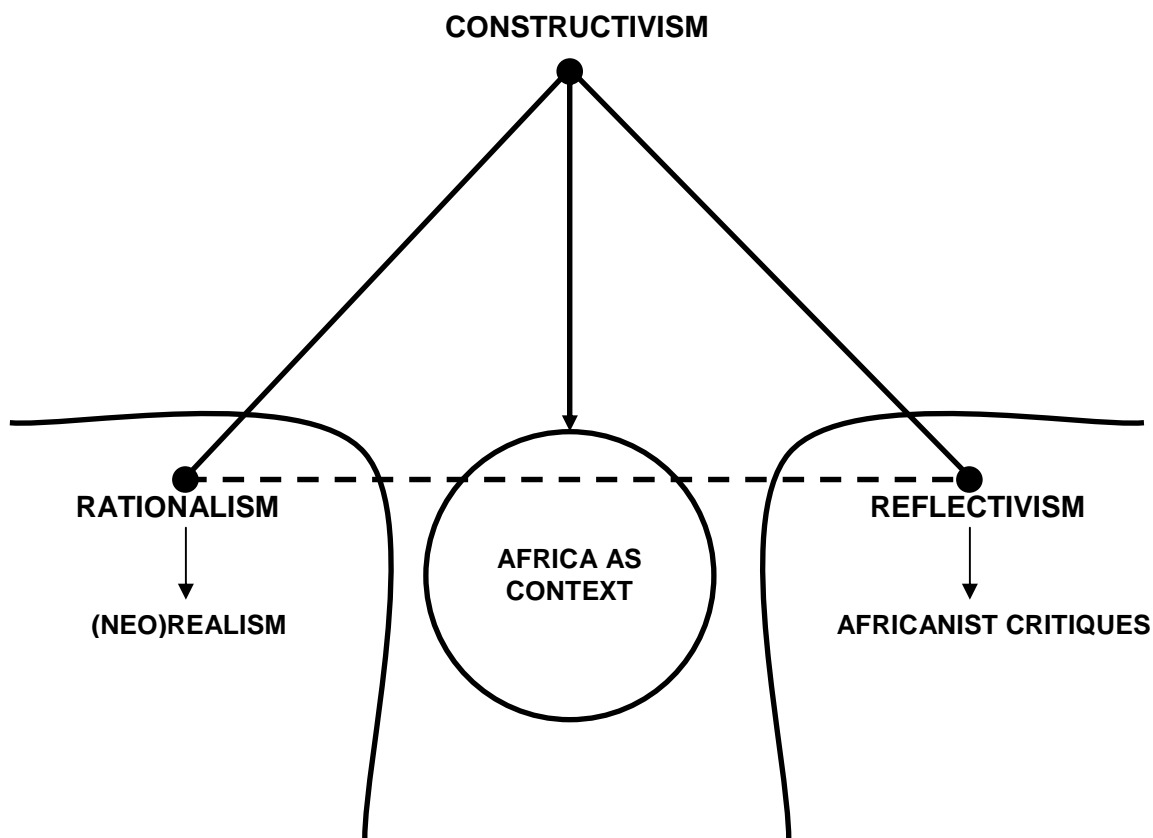 CONSTRUCTIVISM
RATIONALISM
REFLECTIVISM
AFRICA AS
CONTEXT
(NEO)REALISM
AFRICANIST CRITIQUES